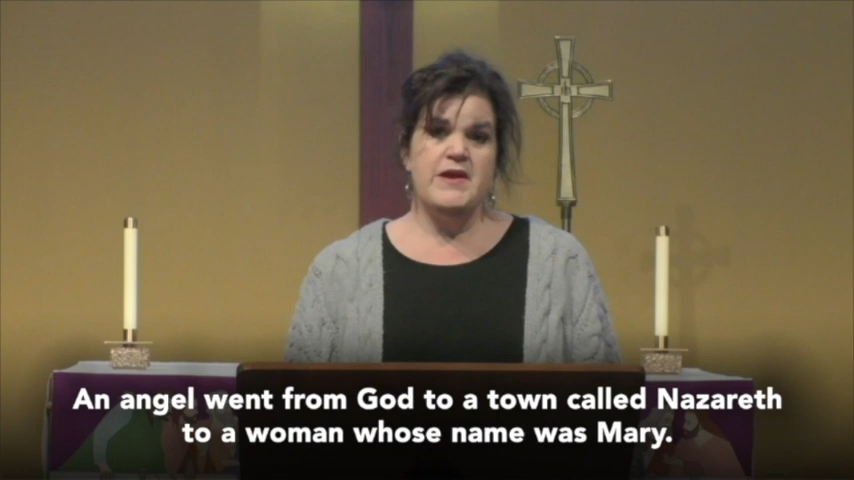 An angel went from God to a town called Nazareth
to a woman whose name was Mary.